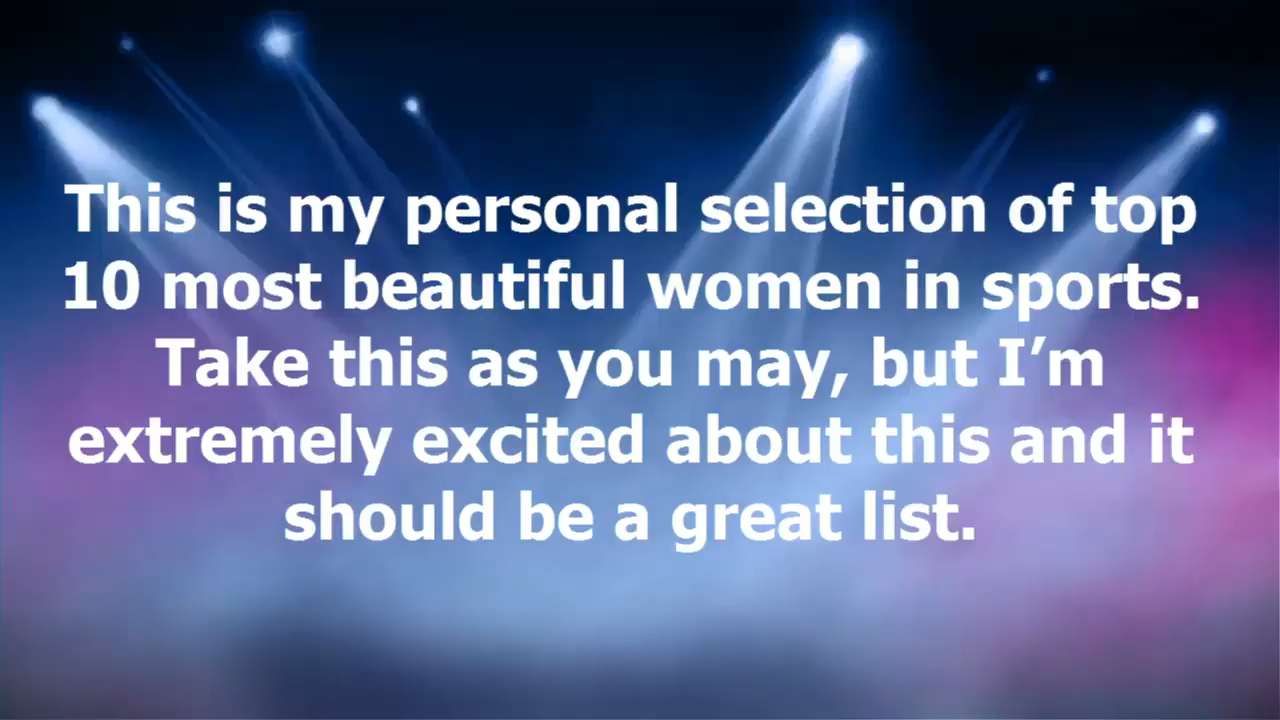 This is my personal selection of top
10 most beautiful women in sports.
Take this as you may, but I’m
extremely excited about this and it
should be a great list.